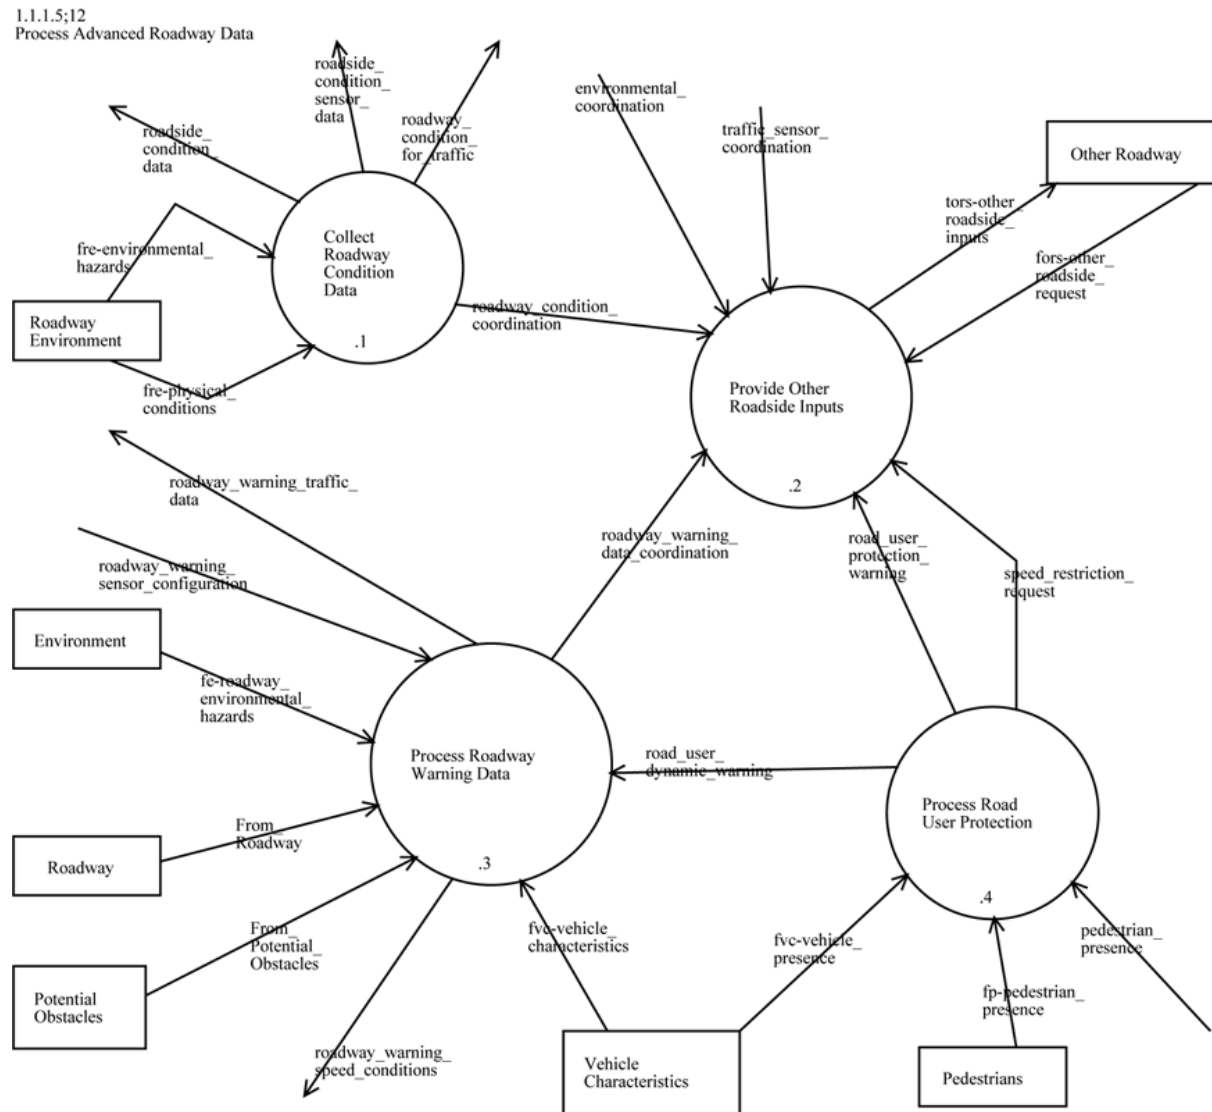 1.1.1.5;12
Process Advanced Roadway Data
roadside_
condition_
sensor_
data
roadway_
condition_
for_traffic
roadside_
condition_
data
environmental_
coordination
traffic_sensor_
coordination
Other Roadway
tors-other_
roadside_
inputs
fors-other_
roadside_
request
fre-environmental_
hazards
Collect
Roadway
Condition
Data
.1
Roadway
Environment
roadway_condition_
coordination
fre-physical_
conditions
Provide Other
Roadside Inputs
.2
roadway_warning_traffic_
data
roadway_warning_
sensor_configuration
roadway_warning_
data_coordination
road_user_
protection_
warning
speed_restriction_
request
Environment
fe-roadway_
environmental_
hazards
Process Roadway
Warning Data
.3
road_user_
dynamic_warning
Process Road
User Protection
.4
Roadway
From_
Roadway
From_
Potential_
Obstacles
Potential
Obstacles
fvc-vehicle_
characteristics
fvc-vehicle_
presence
pedestrian_
presence
fp-pedestrian_
presence
roadway_warning_
speed_conditions
Vehicle
Characteristics
Pedestrians